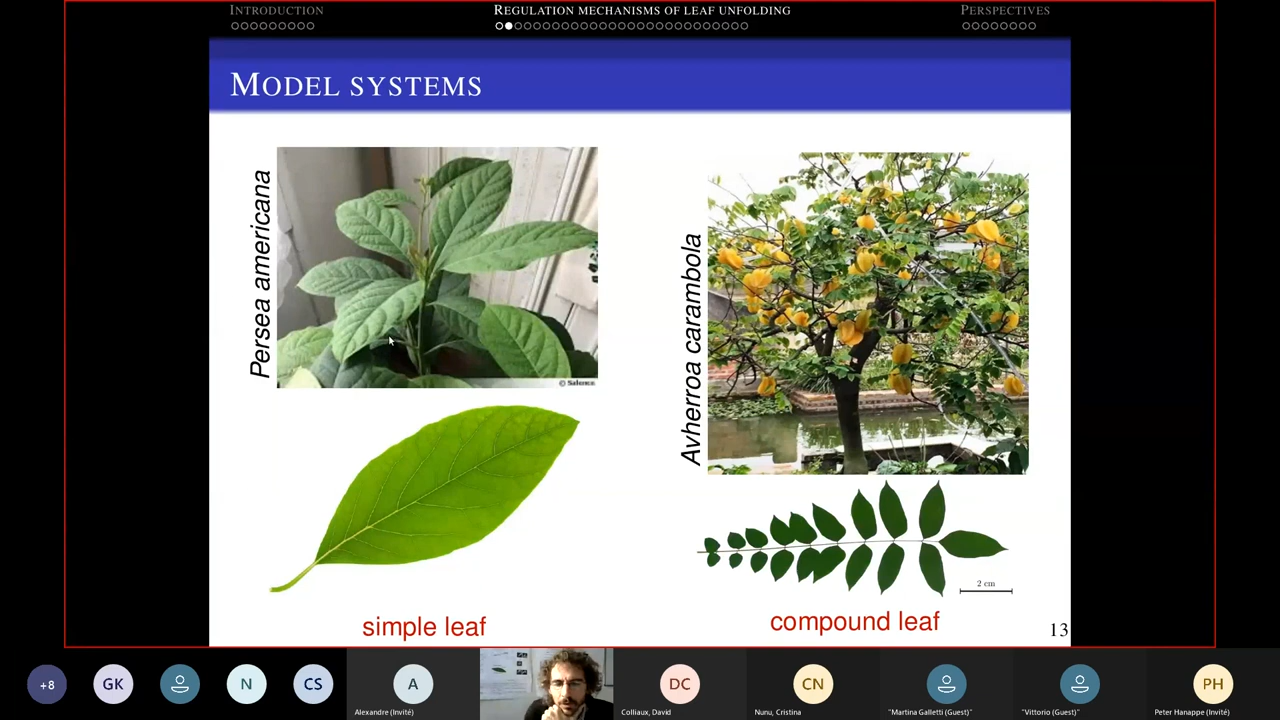 INTRODUCTION
REGULATION MECHANISMS OF LEAF UNFOLDING
PERSPECTIVES
MODEL SYSTEMS
Persea americana
© Salence
Avherroa carambola
2 cm
simple leaf
compound leaf
13
+8
GK
N
CS
A
Alexandre (Invité)
DC
Colliaux, David
CN
Nunu, Cristina
"Martina Galletti (Guest)"
"Vittorio (Guest)"
PH
Peter Hanappe (Invité)